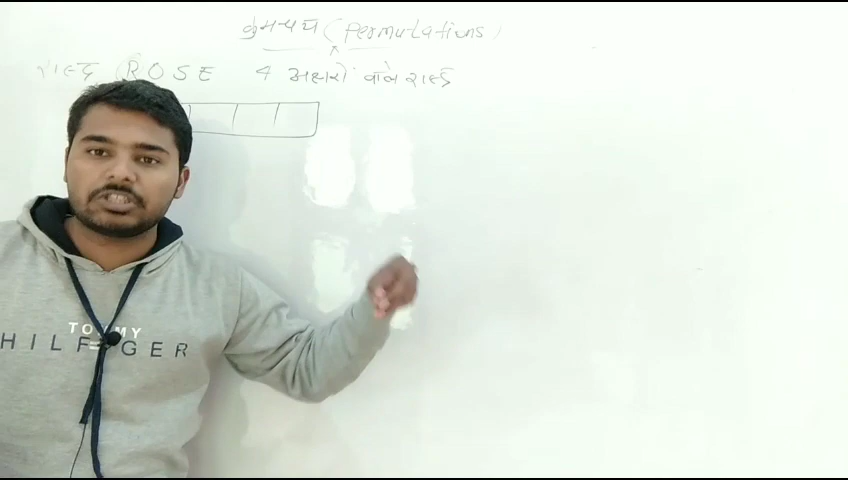 क्रमचय (Permutations)
शब्द ROSE 4 अक्षरों वाले शब्द
TOMMY
HILFIGER